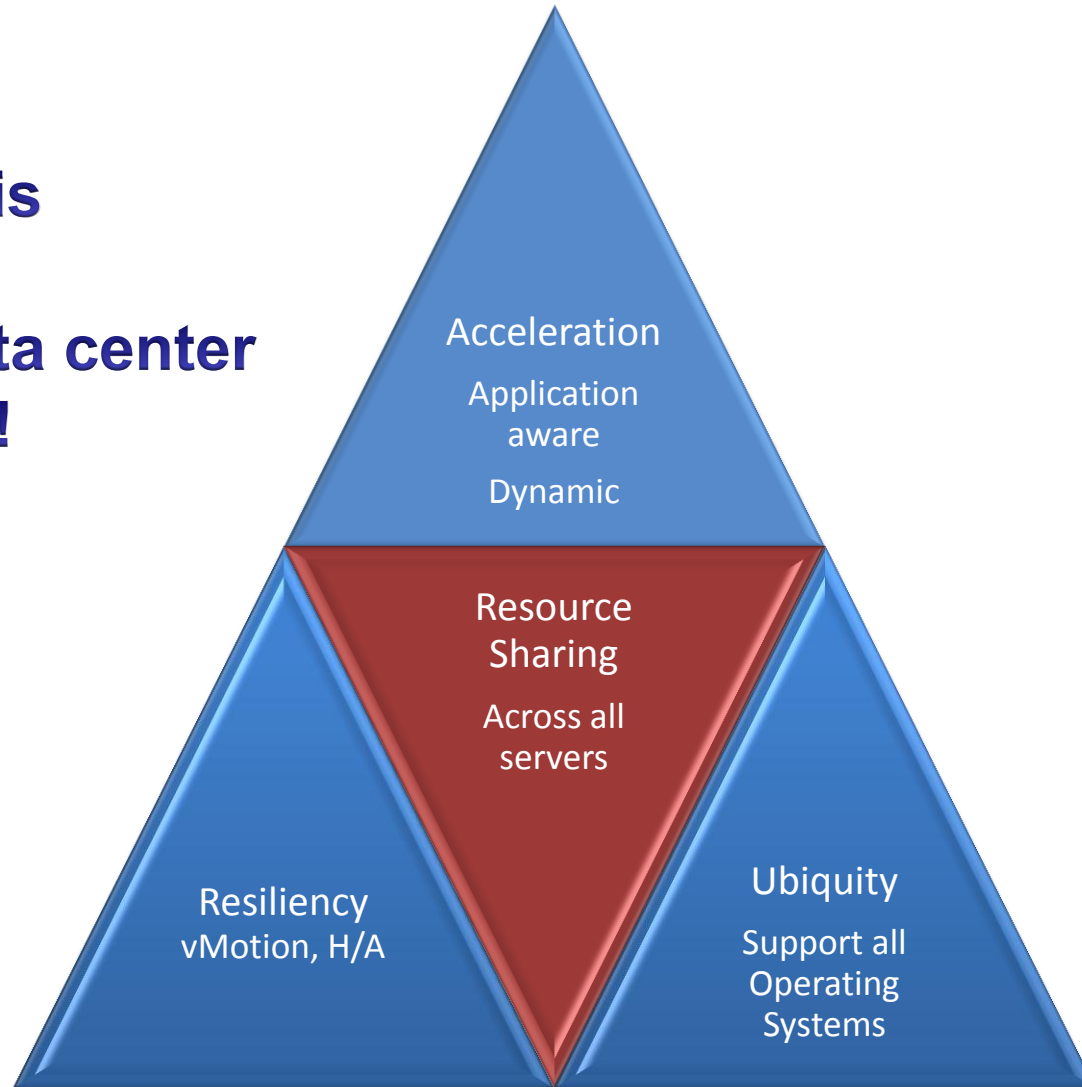 is
ta center
!
Acceleration
Application
aware
Dynamic
Resource
Sharing
Across all
servers
Resiliency
vMotion, H/A
Ubiquity
Support all
Operating
Systems